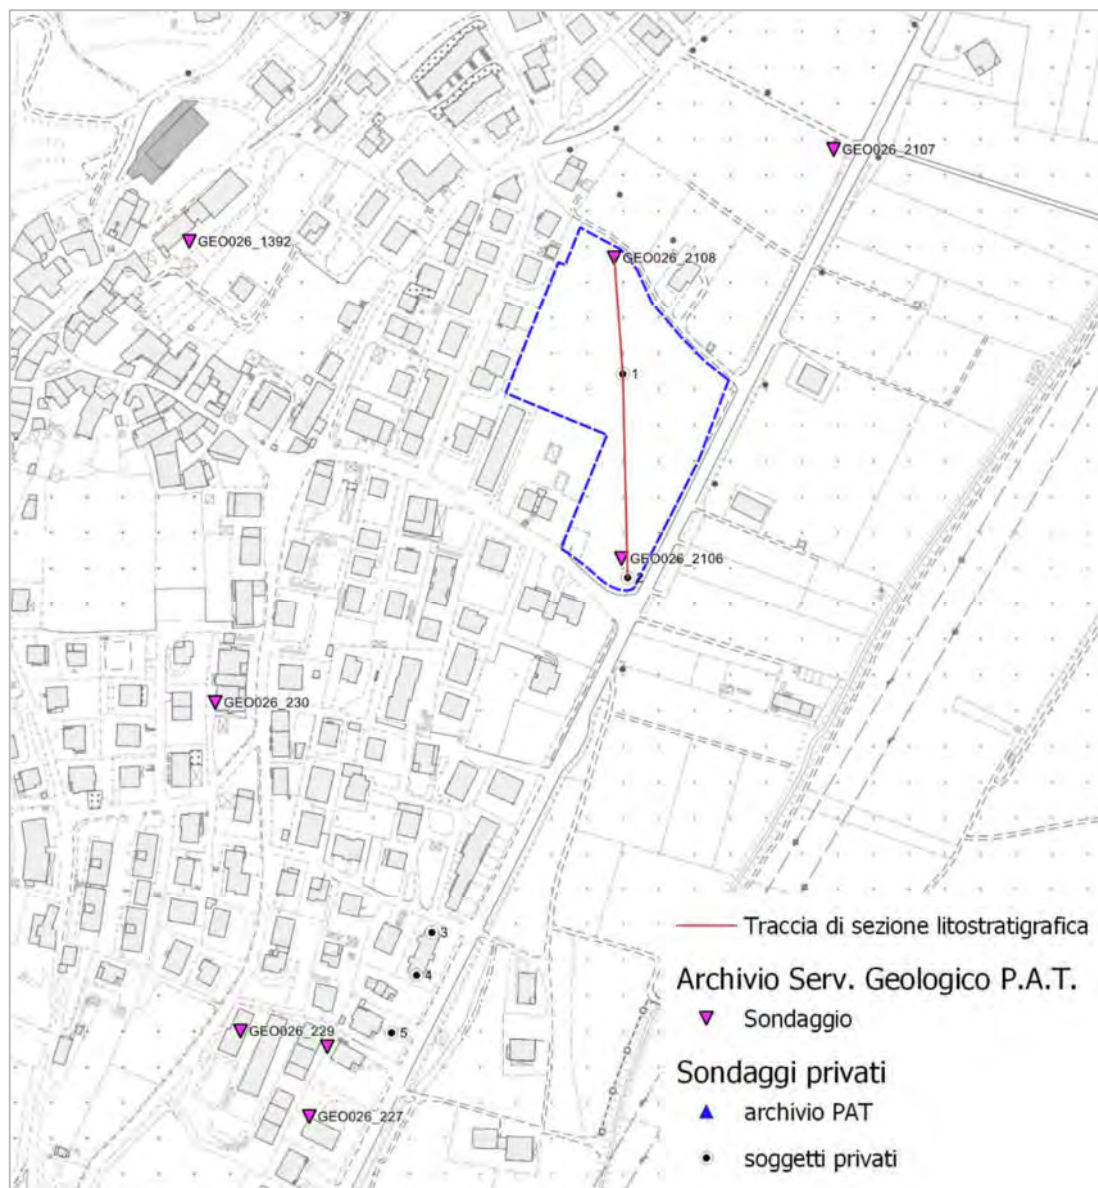 GEO026_2107
GEO026_1392
GEO026_2108
1
GEO026_2106
2
GEO026_230
3
4
GEO026_229
5
GEO026_227
Traccia di sezione litostratigrafica
Archivio Serv. Geologico P.A.T.
Sondaggio
Sondaggi privati
archivio PAT
soggetti privati